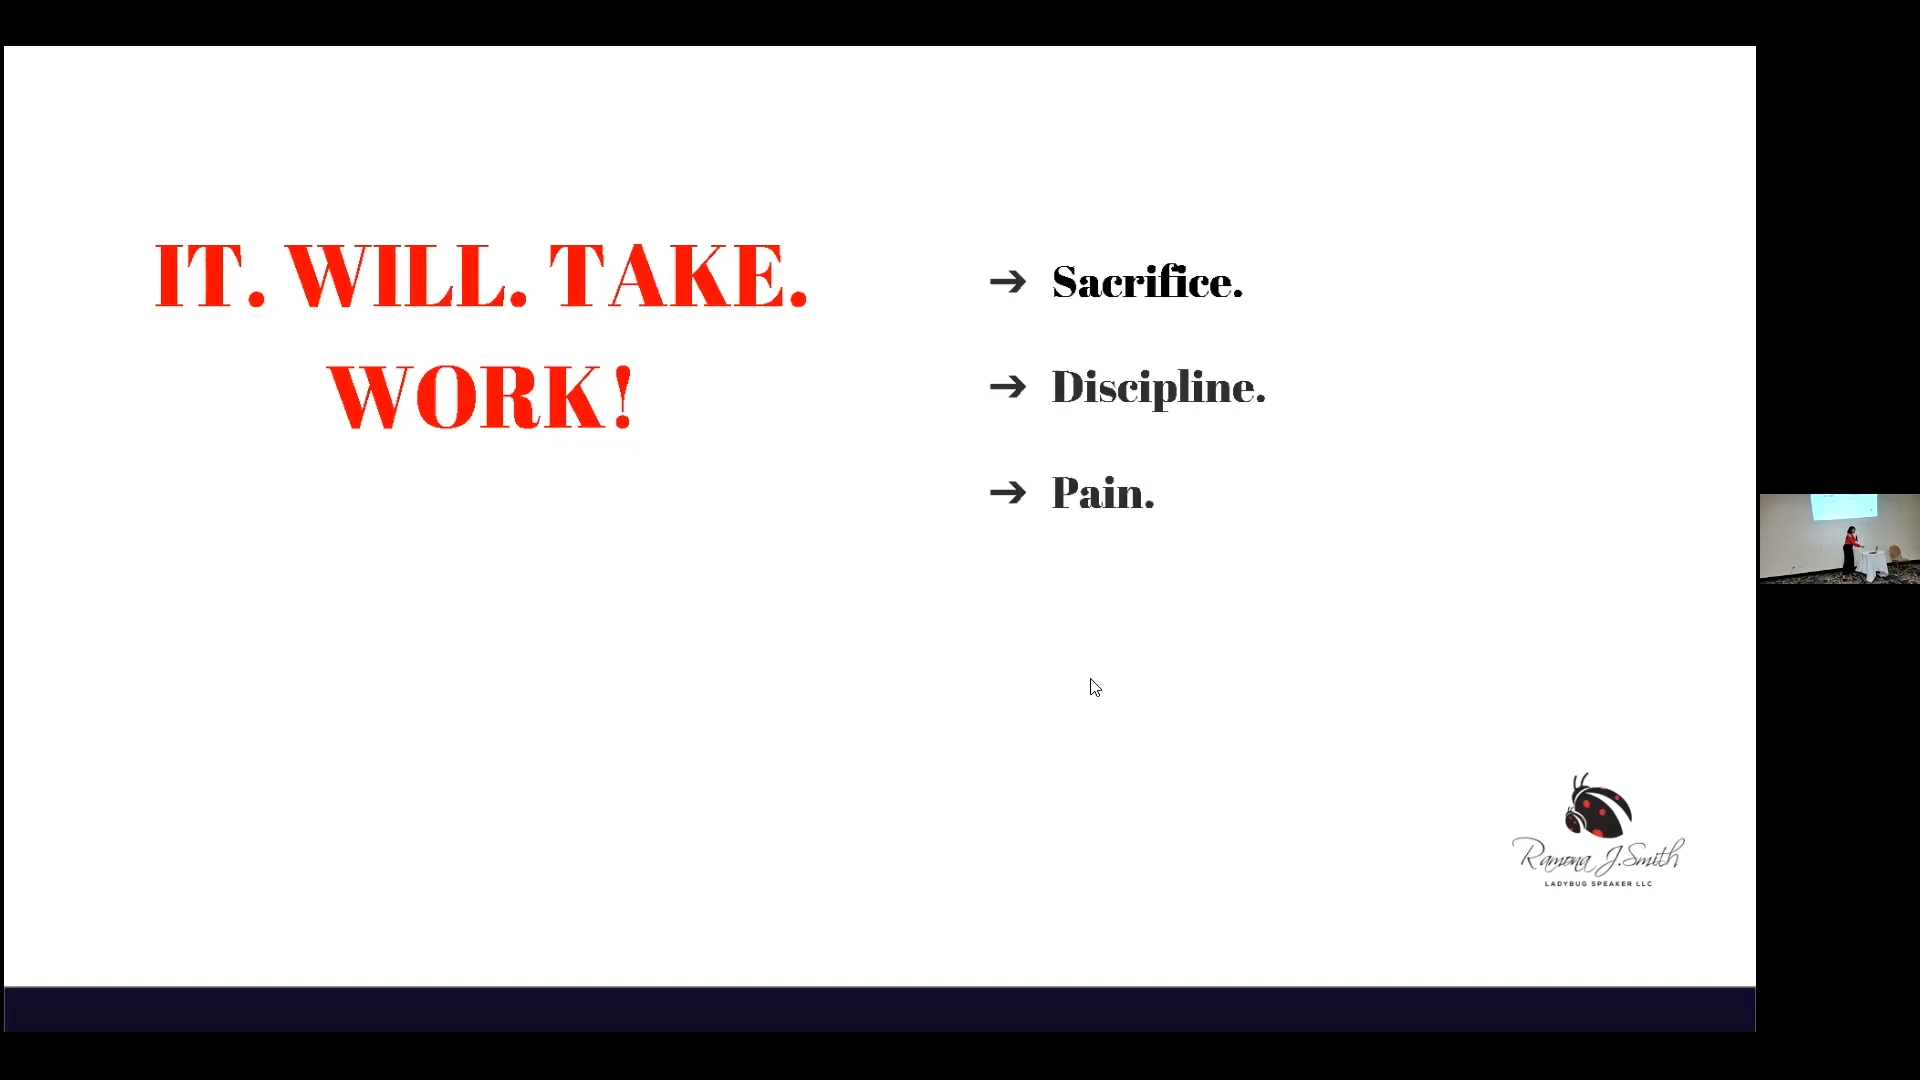 IT. WILL. TAKE.
WORK!
➔ Sacrifice.
➔ Discipline.
➔ Pain.
Ramona J.Smith
LADYBUG SPEAKER LLC